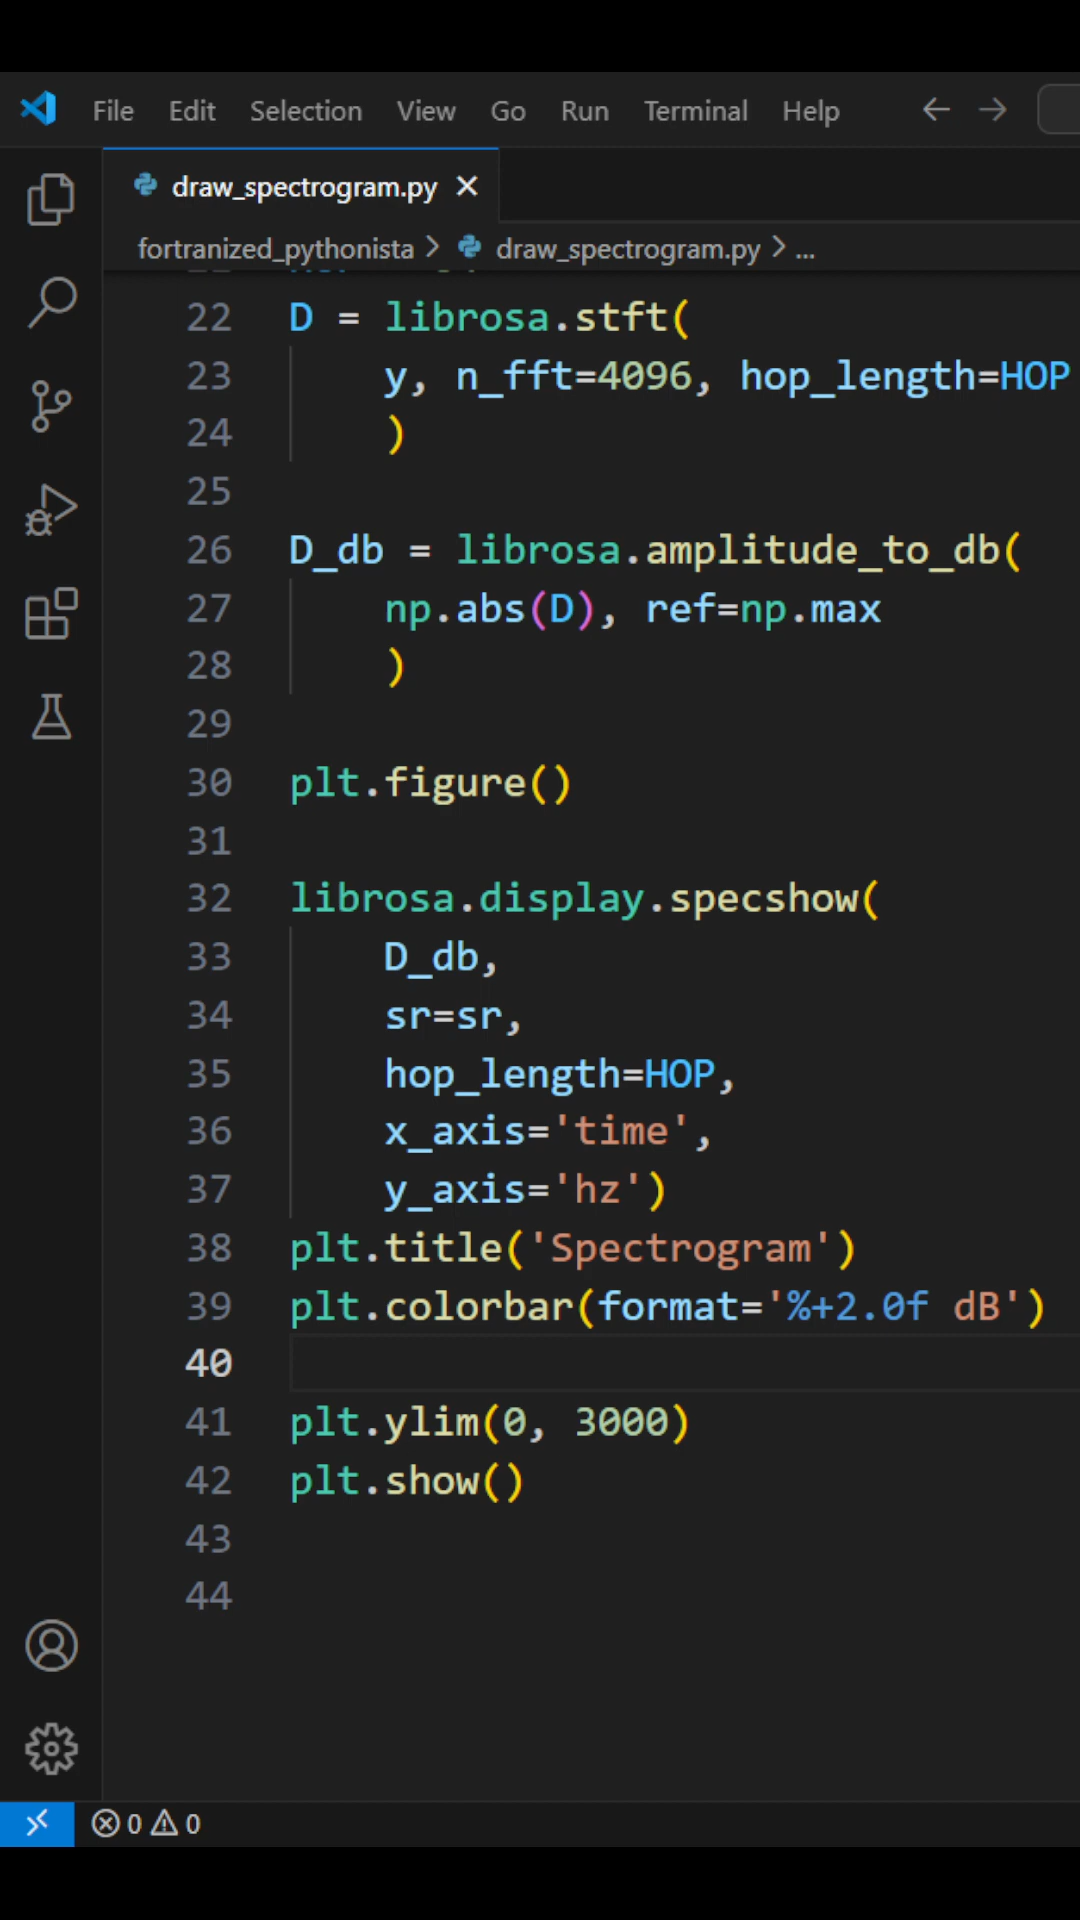 File Edit Selection View Go Run Terminal Help
draw_spectrogram.py
fortranized_pythonista > draw_spectrogram.py > ...
22 D = librosa.stft(
23 y, n_fft=4096, hop_length=HOP
24 )
25
26 D_db = librosa.amplitude_to_db(
27 np.abs(D), ref=np.max
28 )
29
30 plt.figure()
31
32 librosa.display.specshow(
33 D_db,
34 sr=sr,
35 hop_length=HOP,
36 x_axis='time',
37 y_axis='hz')
38 plt.title('Spectrogram')
39 plt.colorbar(format='%+2.0f dB')
40
41 plt.ylim(0, 3000)
42 plt.show()
43
44
0 0